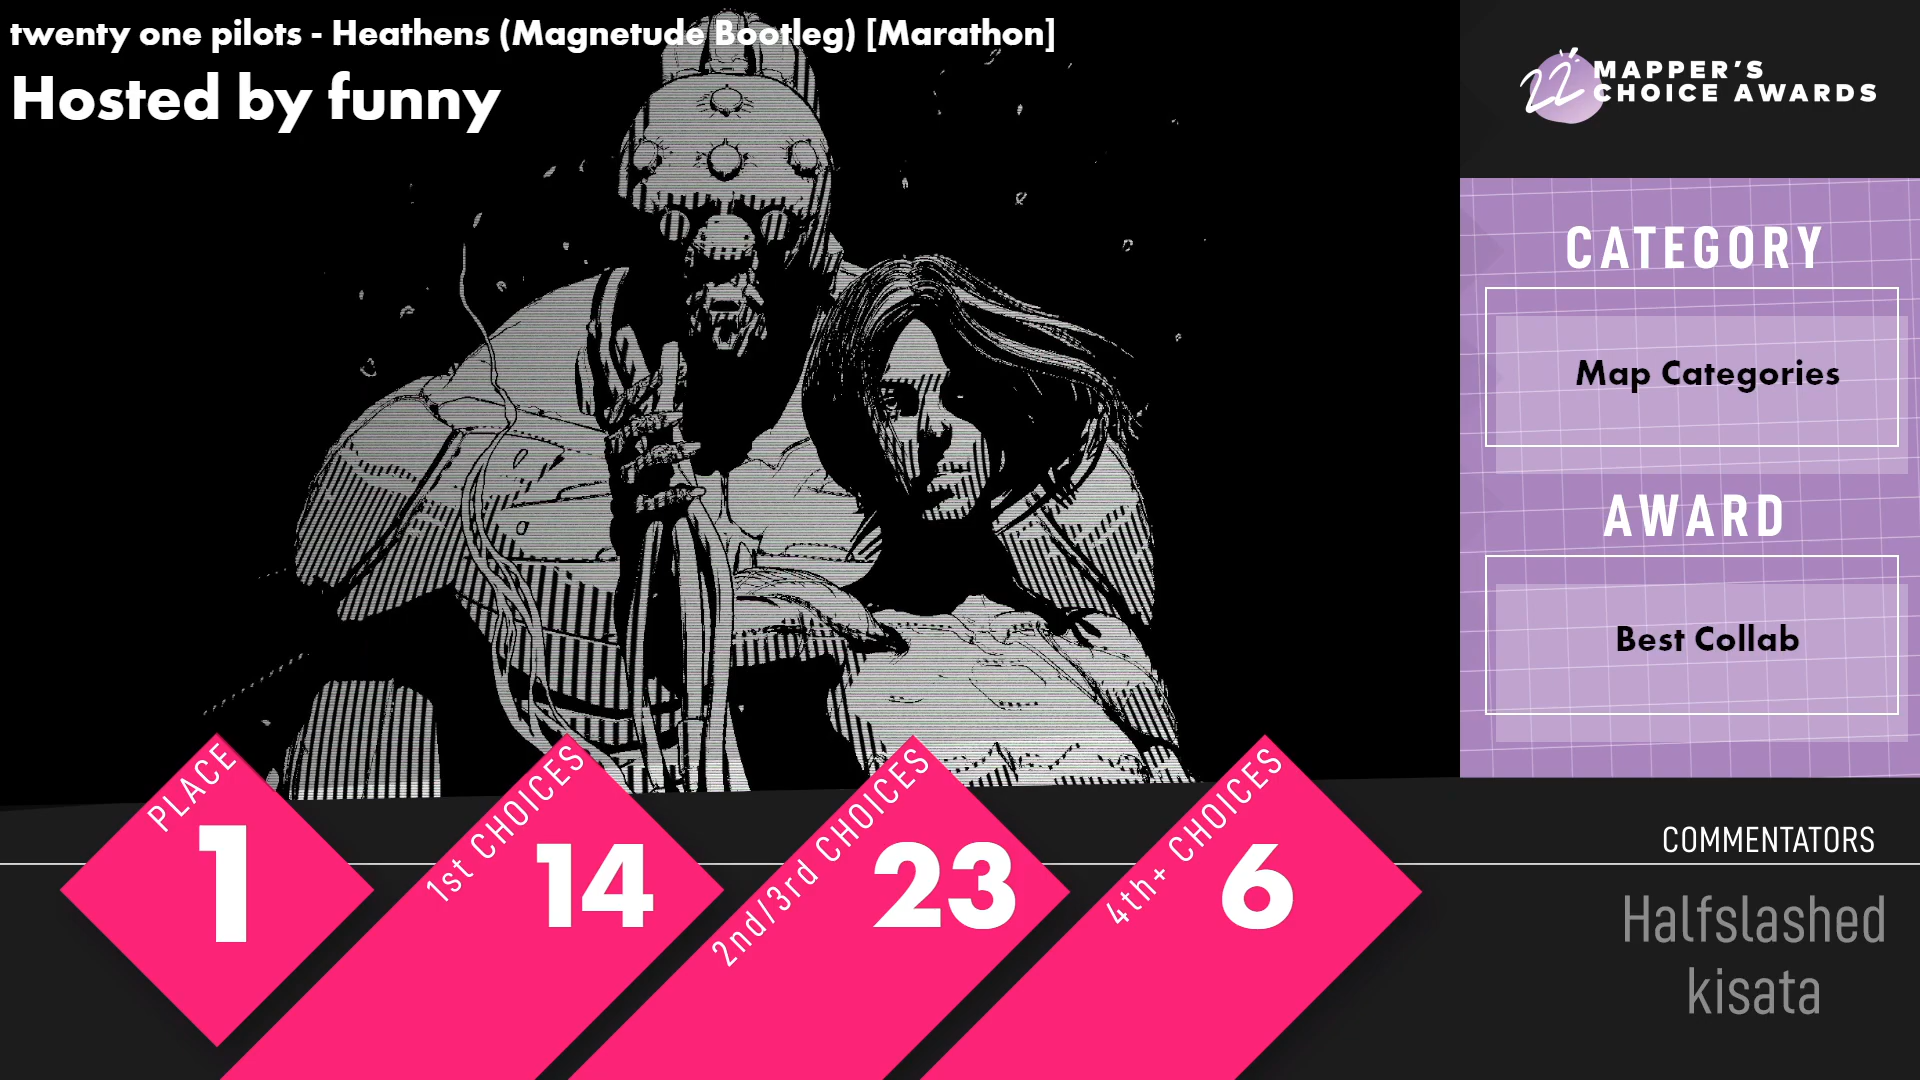 twenty one pilots - Heathens (Magnetude Bootleg) [Marathon]
Hosted by funny
22 MAPPER'S
CHOICE AWARDS
CATEGORY
Map Categories
AWARD
Best Collab
PLACE
1
1st CHOICES
14
2nd/3rd CHOICES
23
4th+ CHOICES
6
COMMENTATORS
Halfslashed
kisata